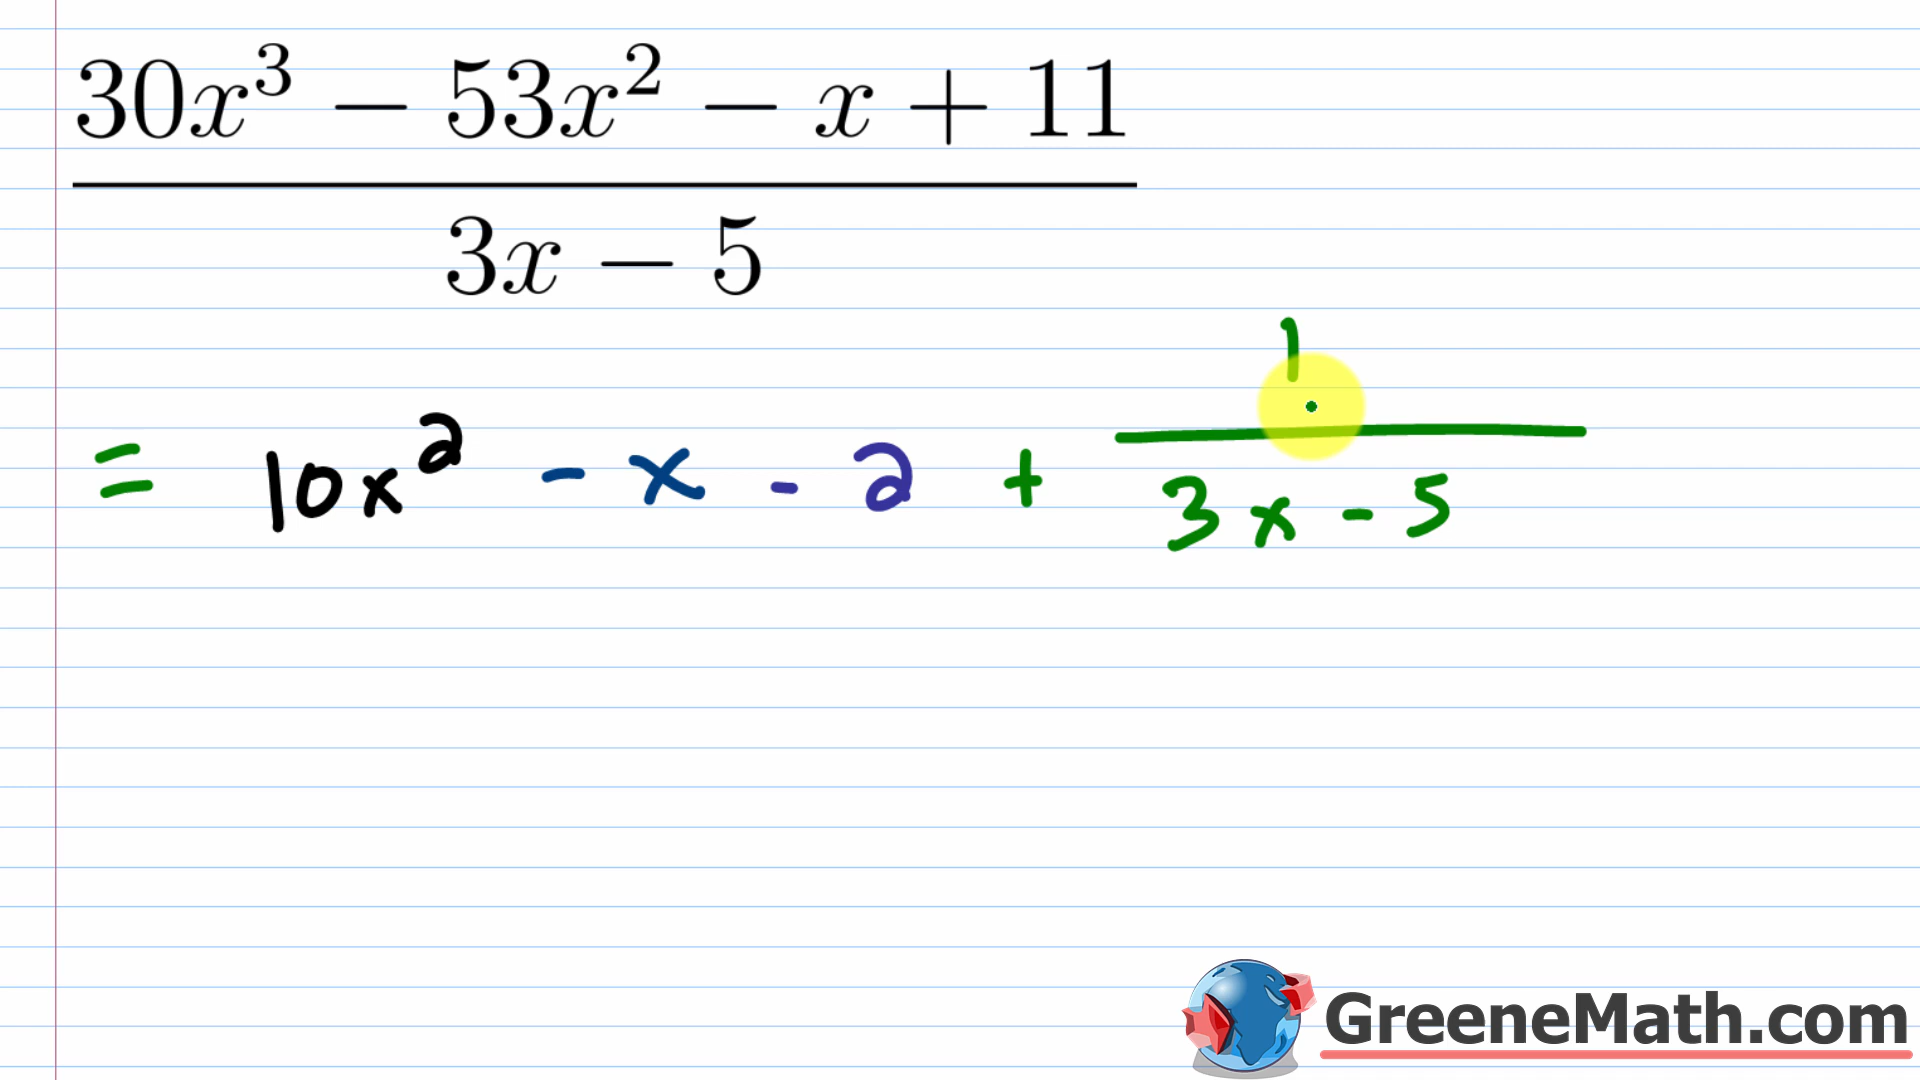 30x³ − 53x² − x + 11
3x − 5
1
= 10x² - x - 2 +
3x - 5
GreeneMath.com